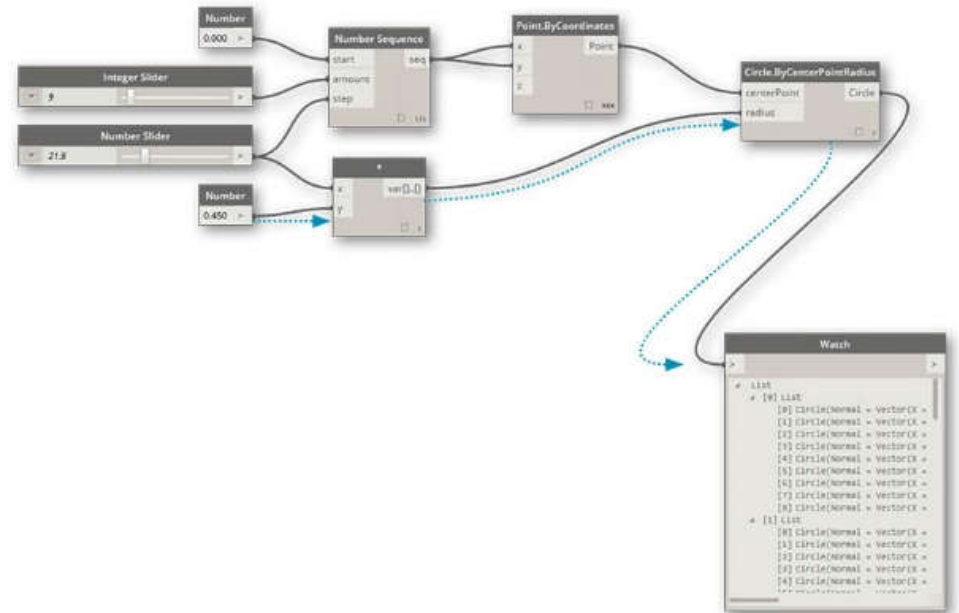 Number
0.000 >
Number Sequence
start seq
amount
step
Point.ByCoordinates
x Point
y
z
Integer Slider
9 >
Circle.ByCenterPointRadius
centerPoint Circle
radius
Number Slider
21.6 >
x var[]..[]
y
Number
0.450 >
Watch
> >
List
[0] List
[0] Circle(Normal = Vector(X =
[1] Circle(Normal = Vector(X =
[2] Circle(Normal = Vector(X =
[3] Circle(Normal = Vector(X =
[4] Circle(Normal = Vector(X =
[5] Circle(Normal = Vector(X =
[6] Circle(Normal = Vector(X =
[7] Circle(Normal = Vector(X =
[8] Circle(Normal = Vector(X =
[1] List
[0] Circle(Normal = Vector(X =
[1] Circle(Normal = Vector(X =
[2] Circle(Normal = Vector(X =
[3] Circle(Normal = Vector(X =
[4] Circle(Normal = Vector(X =